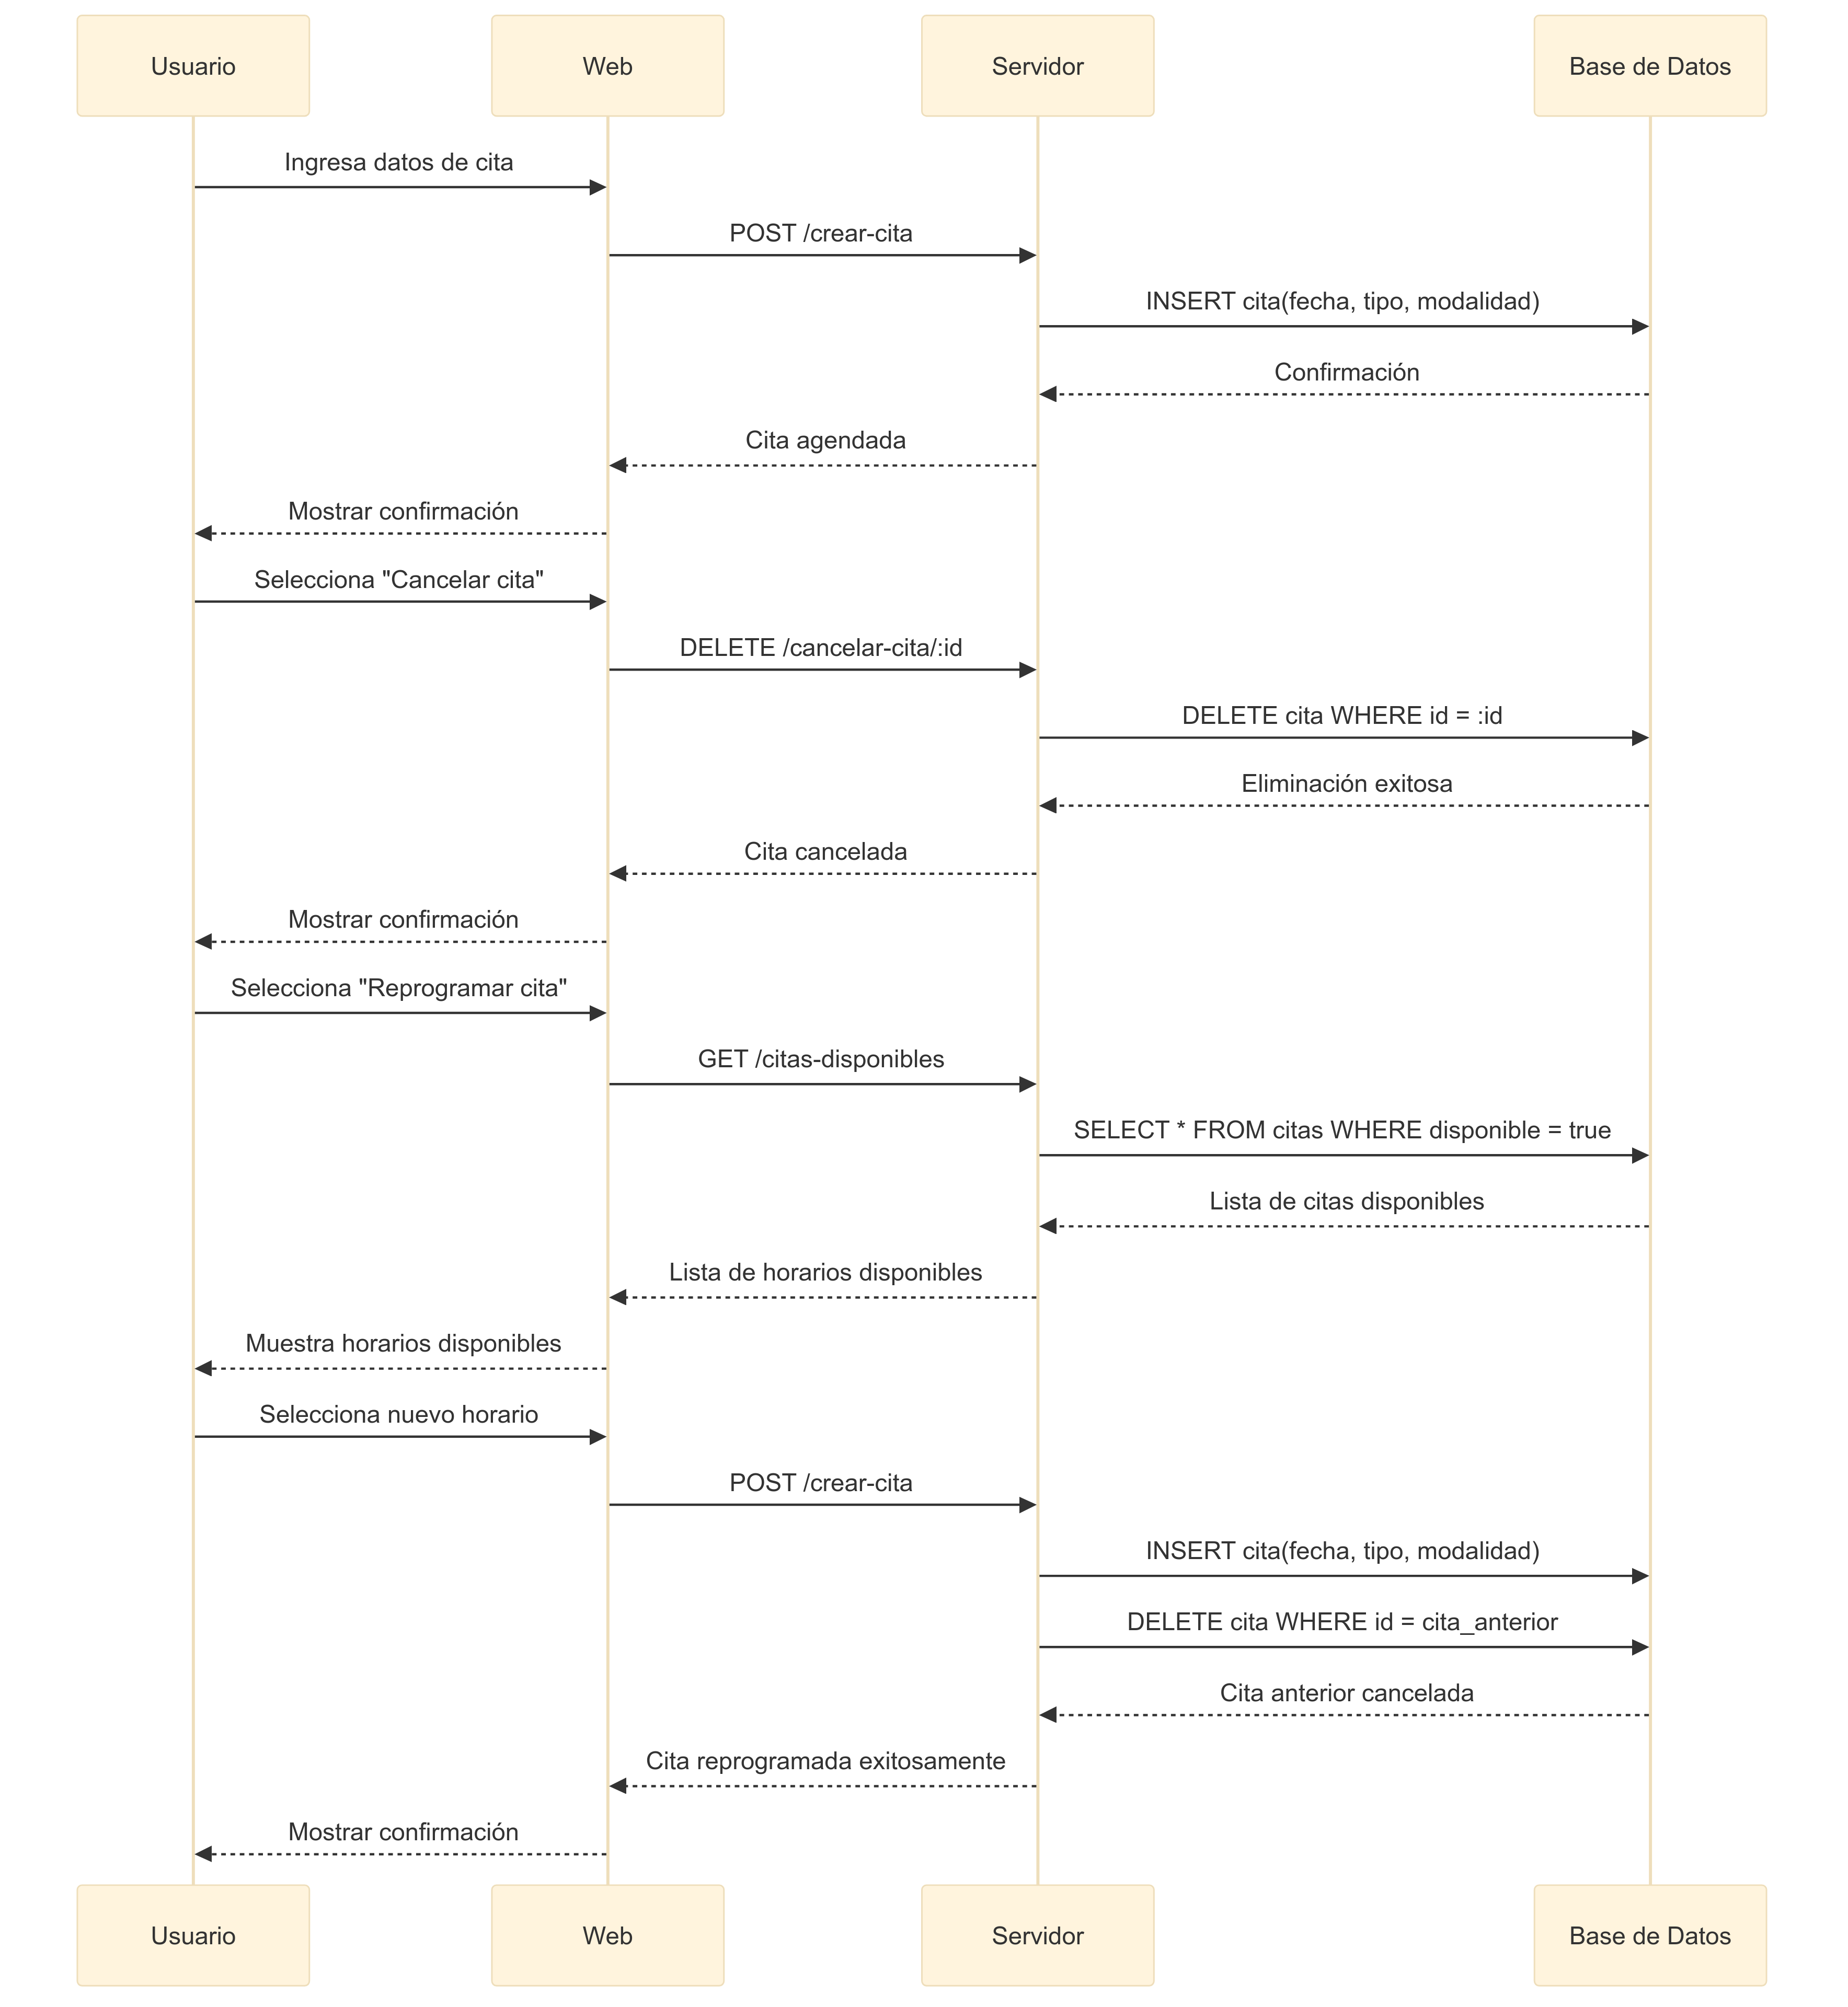 Usuario
Web
Servidor
Base de Datos
Ingresa datos de cita
POST /crear-cita
INSERT cita(fecha, tipo, modalidad)
Confirmación
Cita agendada
Mostrar confirmación
Selecciona "Cancelar cita"
DELETE /cancelar-cita/:id
DELETE cita WHERE id = :id
Eliminación exitosa
Cita cancelada
Mostrar confirmación
Selecciona "Reprogramar cita"
GET /citas-disponibles
SELECT * FROM citas WHERE disponible = true
Lista de citas disponibles
Lista de horarios disponibles
Muestra horarios disponibles
Selecciona nuevo horario
POST /crear-cita
INSERT cita(fecha, tipo, modalidad)
DELETE cita WHERE id = cita_anterior
Cita anterior cancelada
Cita reprogramada exitosamente
Mostrar confirmación
Usuario
Web
Servidor
Base de Datos